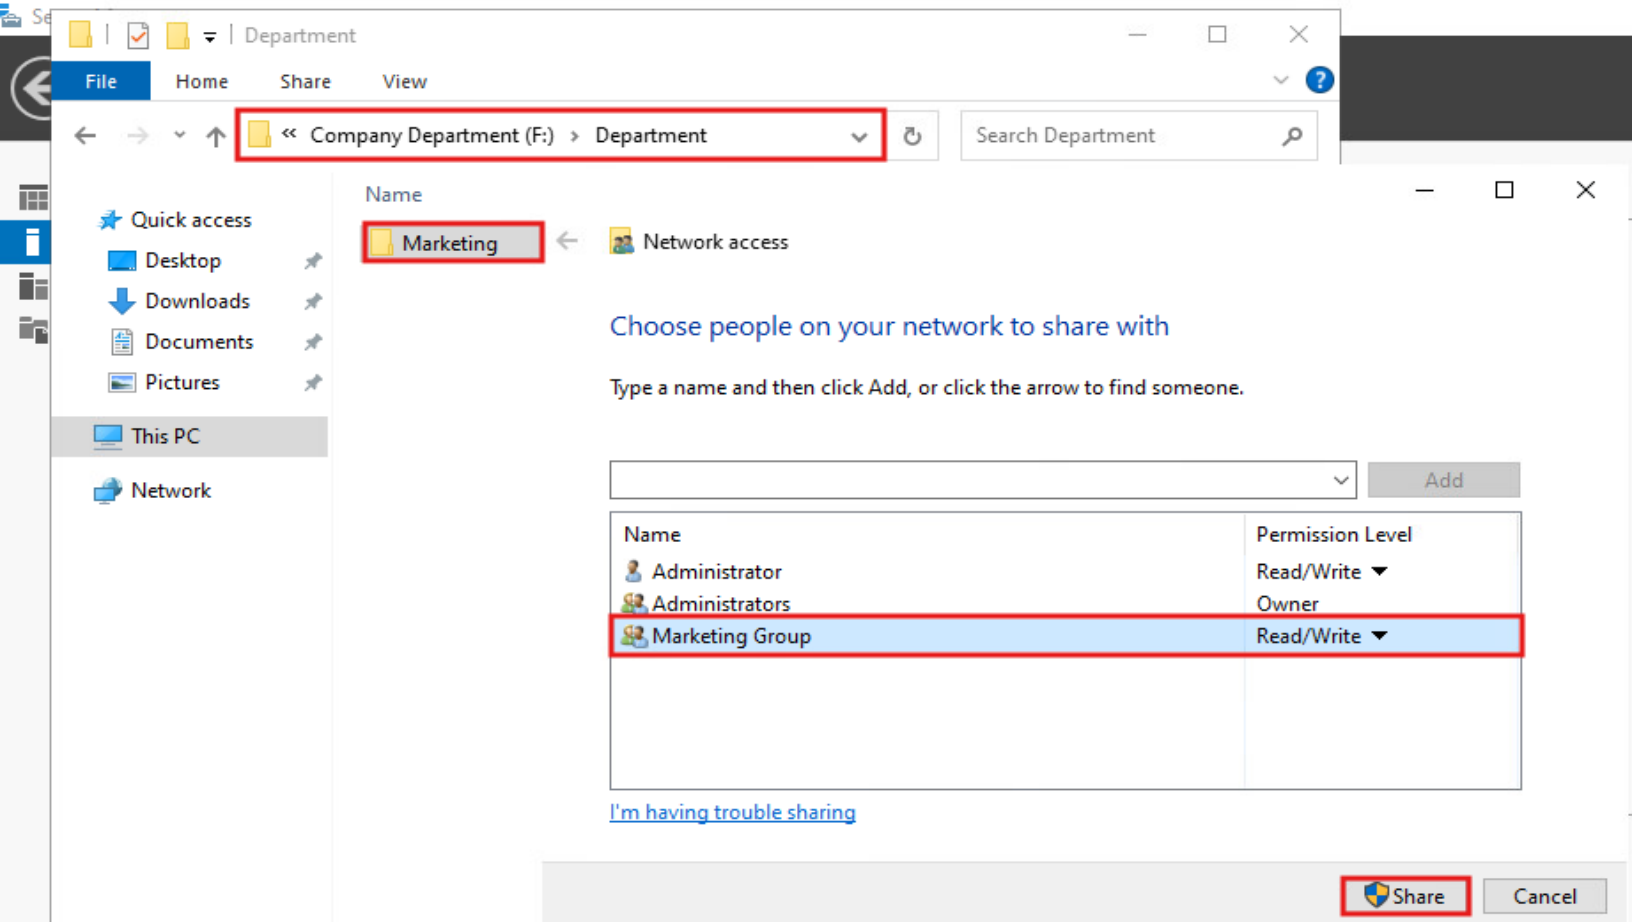 Department
File
Home
Share
View
?
« Company Department (F:) › Department
Search Department
Name
Quick access
Marketing
Network access
Desktop
Downloads
Choose people on your network to share with
Documents
Pictures
Type a name and then click Add, or click the arrow to find someone.
This PC
Network
Add
Name
Permission Level
Administrator
Read/Write
Administrators
Owner
Marketing Group
Read/Write
I'm having trouble sharing
Share
Cancel